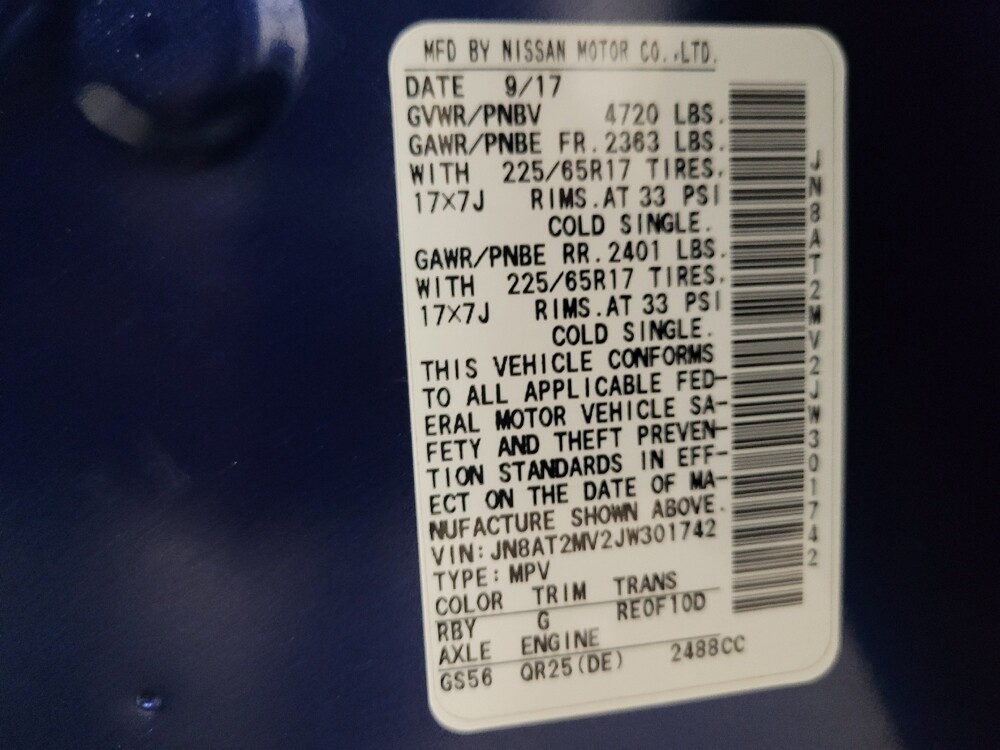 MFD BY NISSAN MOTOR CO.,LTD.
DATE 9/17
GVWR/PNBV 4720 LBS.
GAWR/PNBE FR. 2363 LBS.
WITH 225/65R17 TIRES.
17×7J RIMS.AT 33 PSI
COLD SINGLE.
GAWR/PNBE RR. 2401 LBS.
WITH 225/65R17 TIRES.
17×7J RIMS.AT 33 PSI
COLD SINGLE.
THIS VEHICLE CONFORMS
TO ALL APPLICABLE FED-
ERAL MOTOR VEHICLE SA-
FETY AND THEFT PREVEN-
TION STANDARDS IN EFF-
ECT ON THE DATE OF MA-
NUFACTURE SHOWN ABOVE.
VIN: JN8AT2MV2JW301742
TYPE: MPV
COLOR TRIM TRANS
RBY G RE0F10D
AXLE ENGINE
GS56 QR25(DE) 2488CC
JN8AT2MV2JW301742